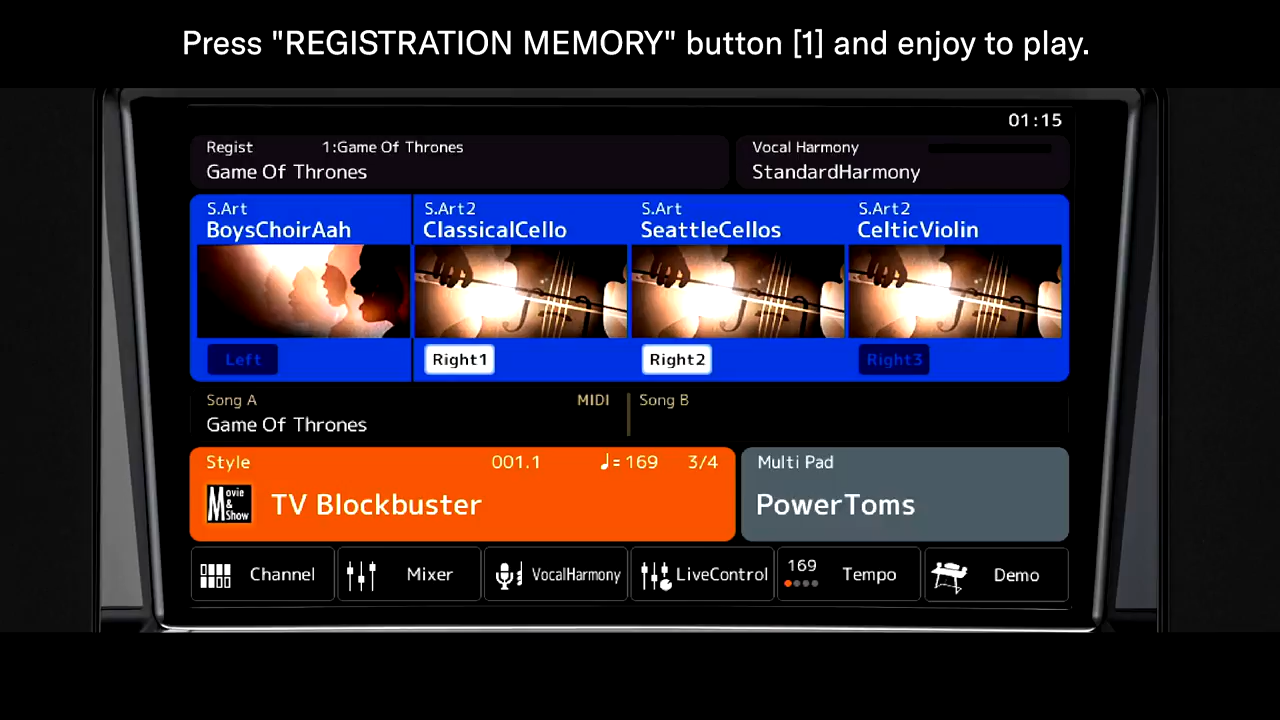 Press "REGISTRATION MEMORY" button [1] and enjoy to play.
01:15
Regist 1:Game Of Thrones
Game Of Thrones
Vocal Harmony
StandardHarmony
S.Art
BoysChoirAah
S.Art2
ClassicalCello
S.Art
SeattleCellos
S.Art2
CelticViolin
Left
Right1
Right2
Right3
Song A MIDI
Game Of Thrones
Song B
Style 001.1 ♩= 169 3/4
Movie
&
Show
TV Blockbuster
Multi Pad
PowerToms
Channel
Mixer
VocalHarmony
LiveControl
169
Tempo
Demo